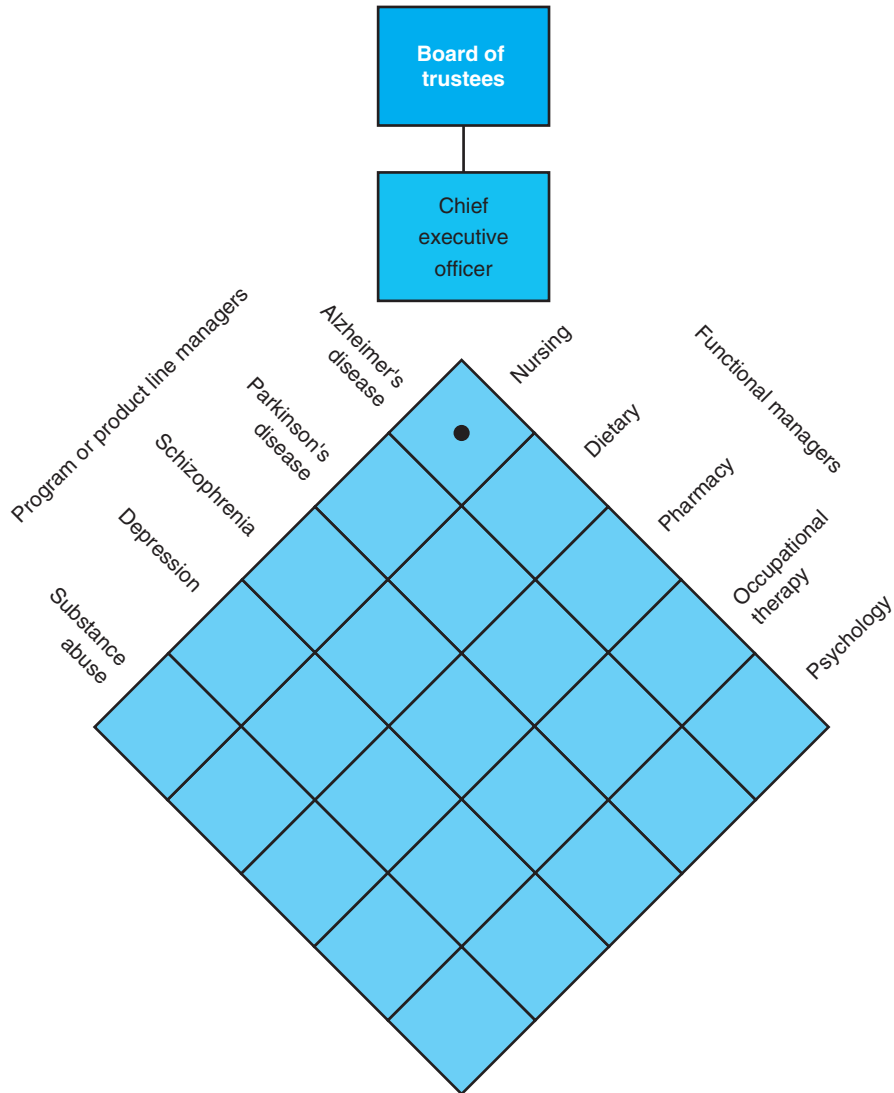 Board of
trustees
Chief
executive
officer
Program or product line managers
Alzheimer's
disease
Parkinson's
disease
Schizophrenia
Depression
Substance
abuse
Functional managers
Nursing
Dietary
Pharmacy
Occupational
therapy
Psychology